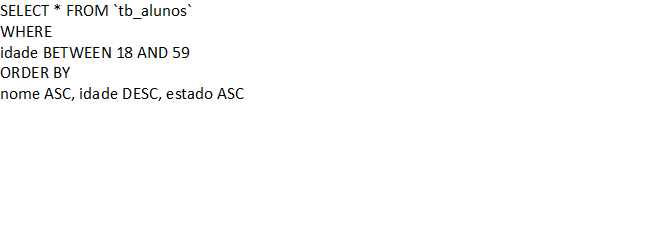 SELECT * FROM `tb_alunos`
WHERE
idade BETWEEN 18 AND 59
ORDER BY
nome ASC, idade DESC, estado ASC